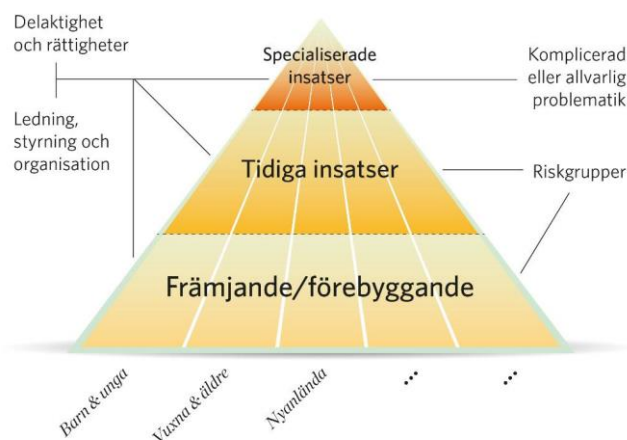 Delaktighet
och rättigheter
Ledning,
styrning och
organisation
Specialiserade
insatser
Komplicerad
eller allvarlig
problematik
Tidiga insatser
Riskgrupper
Främjande/förebyggande
Barn & unga
Vuxna & äldre
Nyanlända
...
...